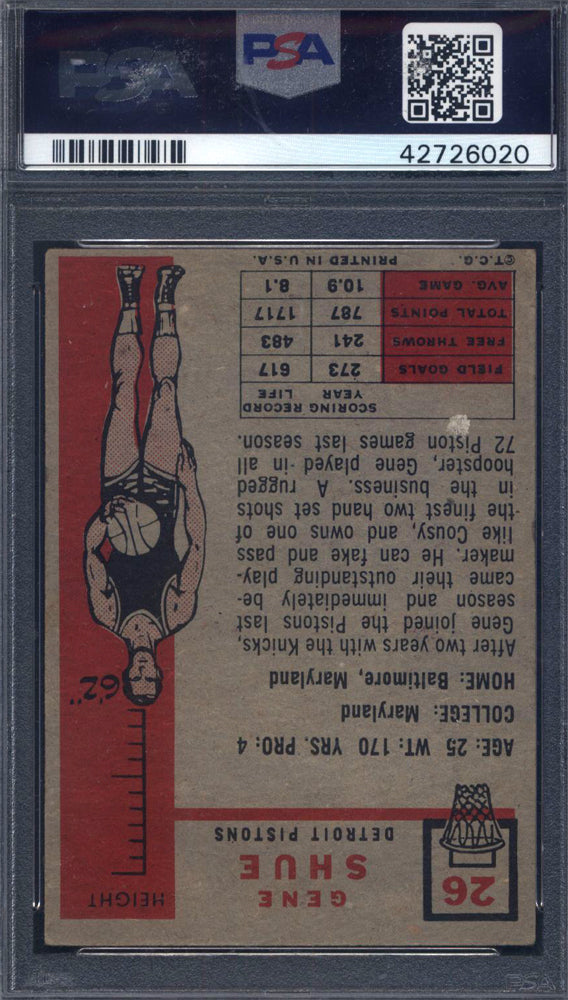 PSA
PSA
42726020
26
GENE
SHUE
DETROIT PISTONS
HEIGHT
6'2"
AGE: 25 WT: 170 YRS. PRO: 4
COLLEGE: Maryland
HOME: Baltimore, Maryland
After two years with the Knicks,
Gene joined the Pistons last
season and immediately be-
came their outstanding play-
maker. He can fake and pass
like Cousy, and owns one of
the finest two hand set shots
in the business. A rugged
hoopster, Gene played in all
72 Piston games last season.
SCORING RECORD
YEAR LIFE
FIELD GOALS 273 617
FREE THROWS 241 483
TOTAL POINTS 787 1717
AVG. GAME 10.9 8.1
©T.C.G. PRINTED IN U.S.A.
PSA